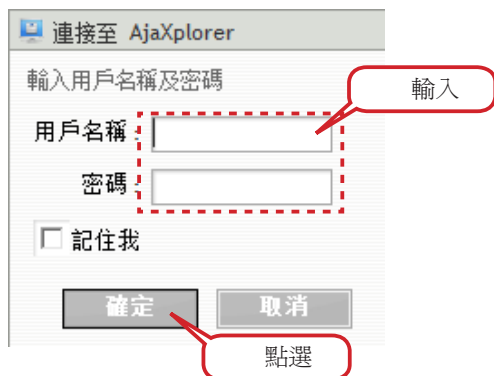 連接至 AjaXplorer
輸入用戶名稱及密碼
輸入
用戶名稱:
密碼:
記住我
確定 取消
點選